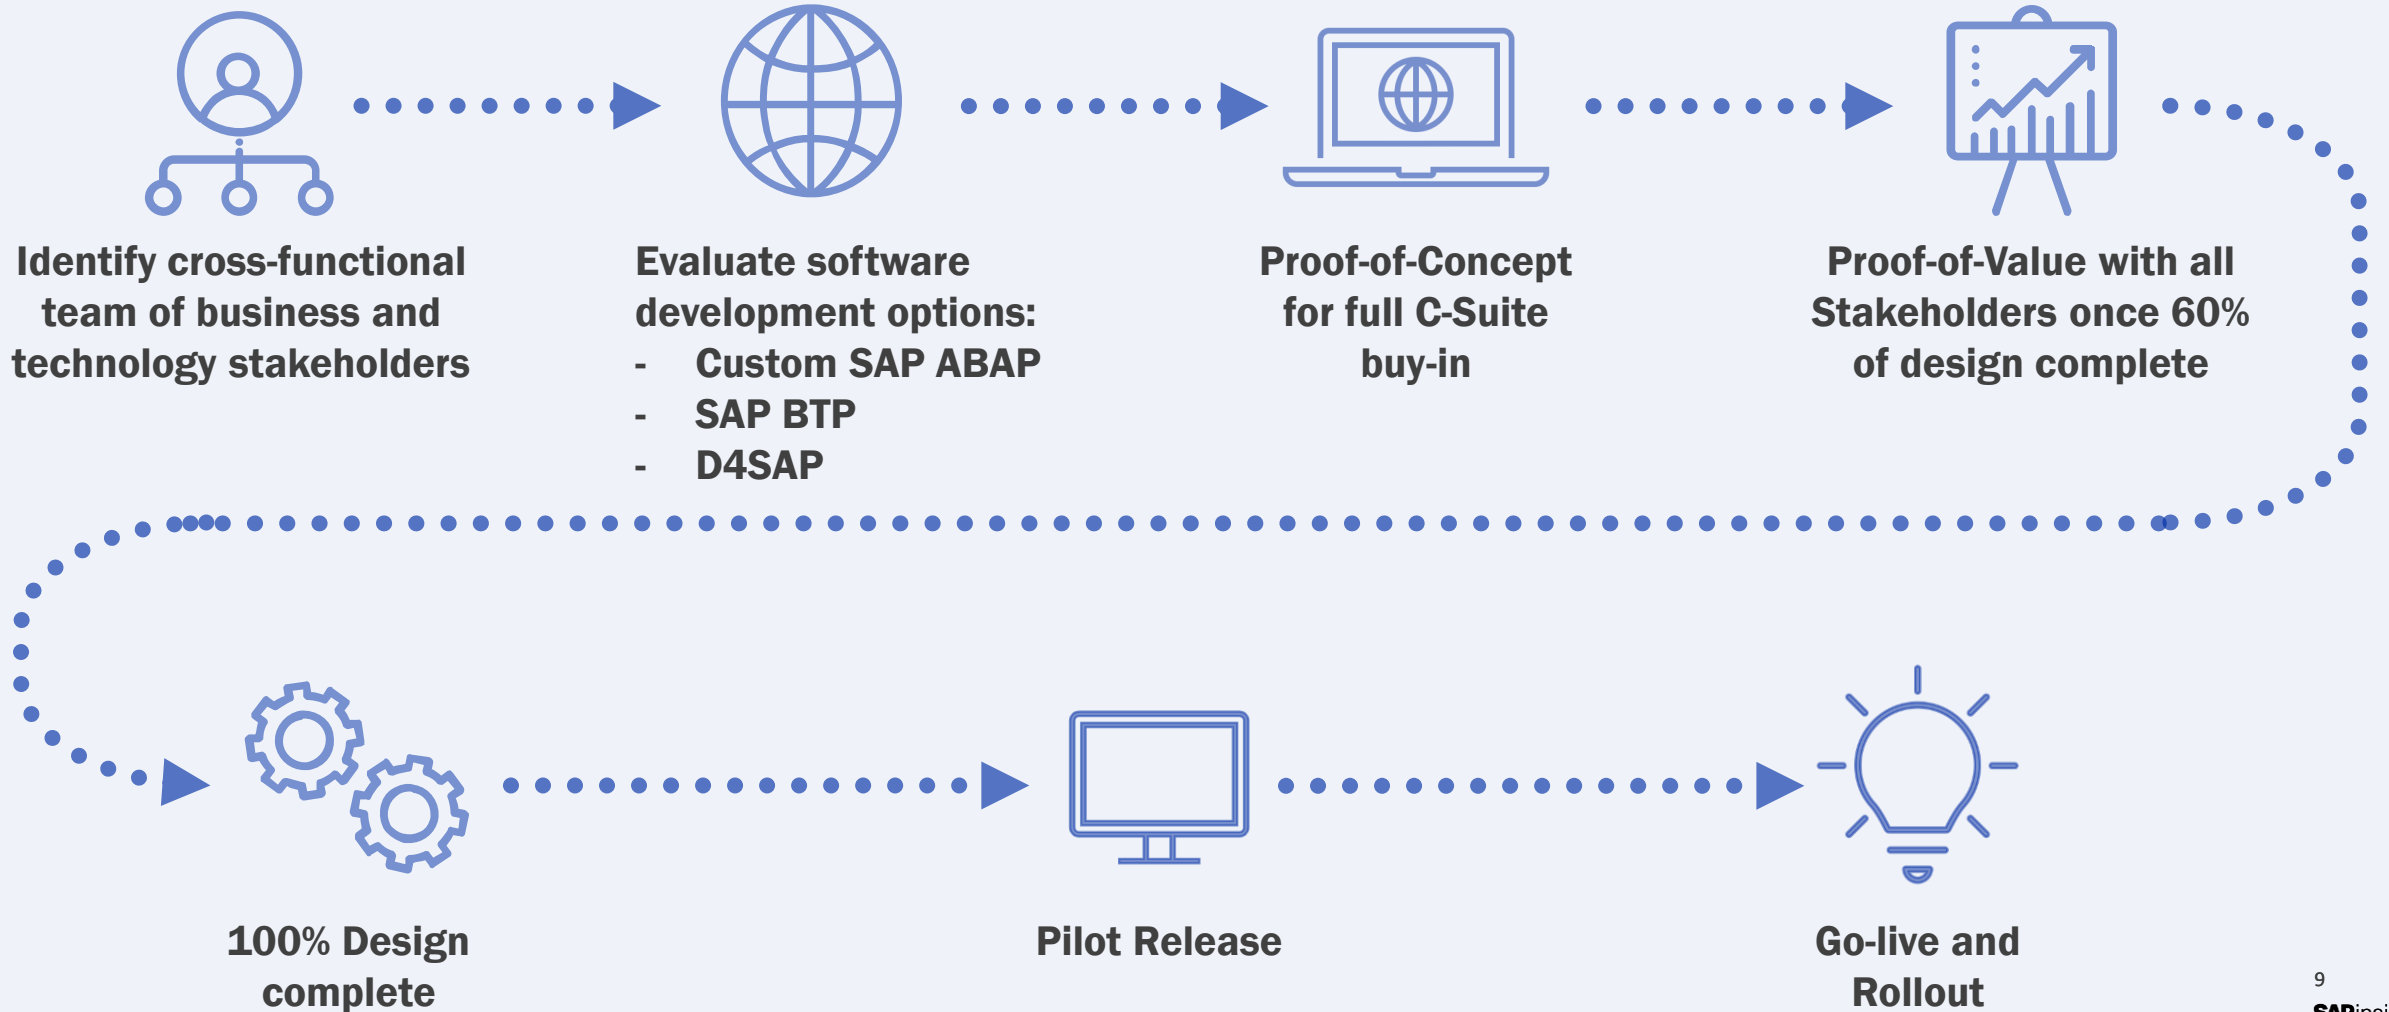 Identify cross-functional
team of business and
technology stakeholders
Evaluate software
development options:
- Custom SAP ABAP
- SAP BTP
- D4SAP
Proof-of-Concept
for full C-Suite
buy-in
Proof-of-Value with all
Stakeholders once 60%
of design complete
100% Design
complete
Pilot Release
Go-live and
Rollout
9